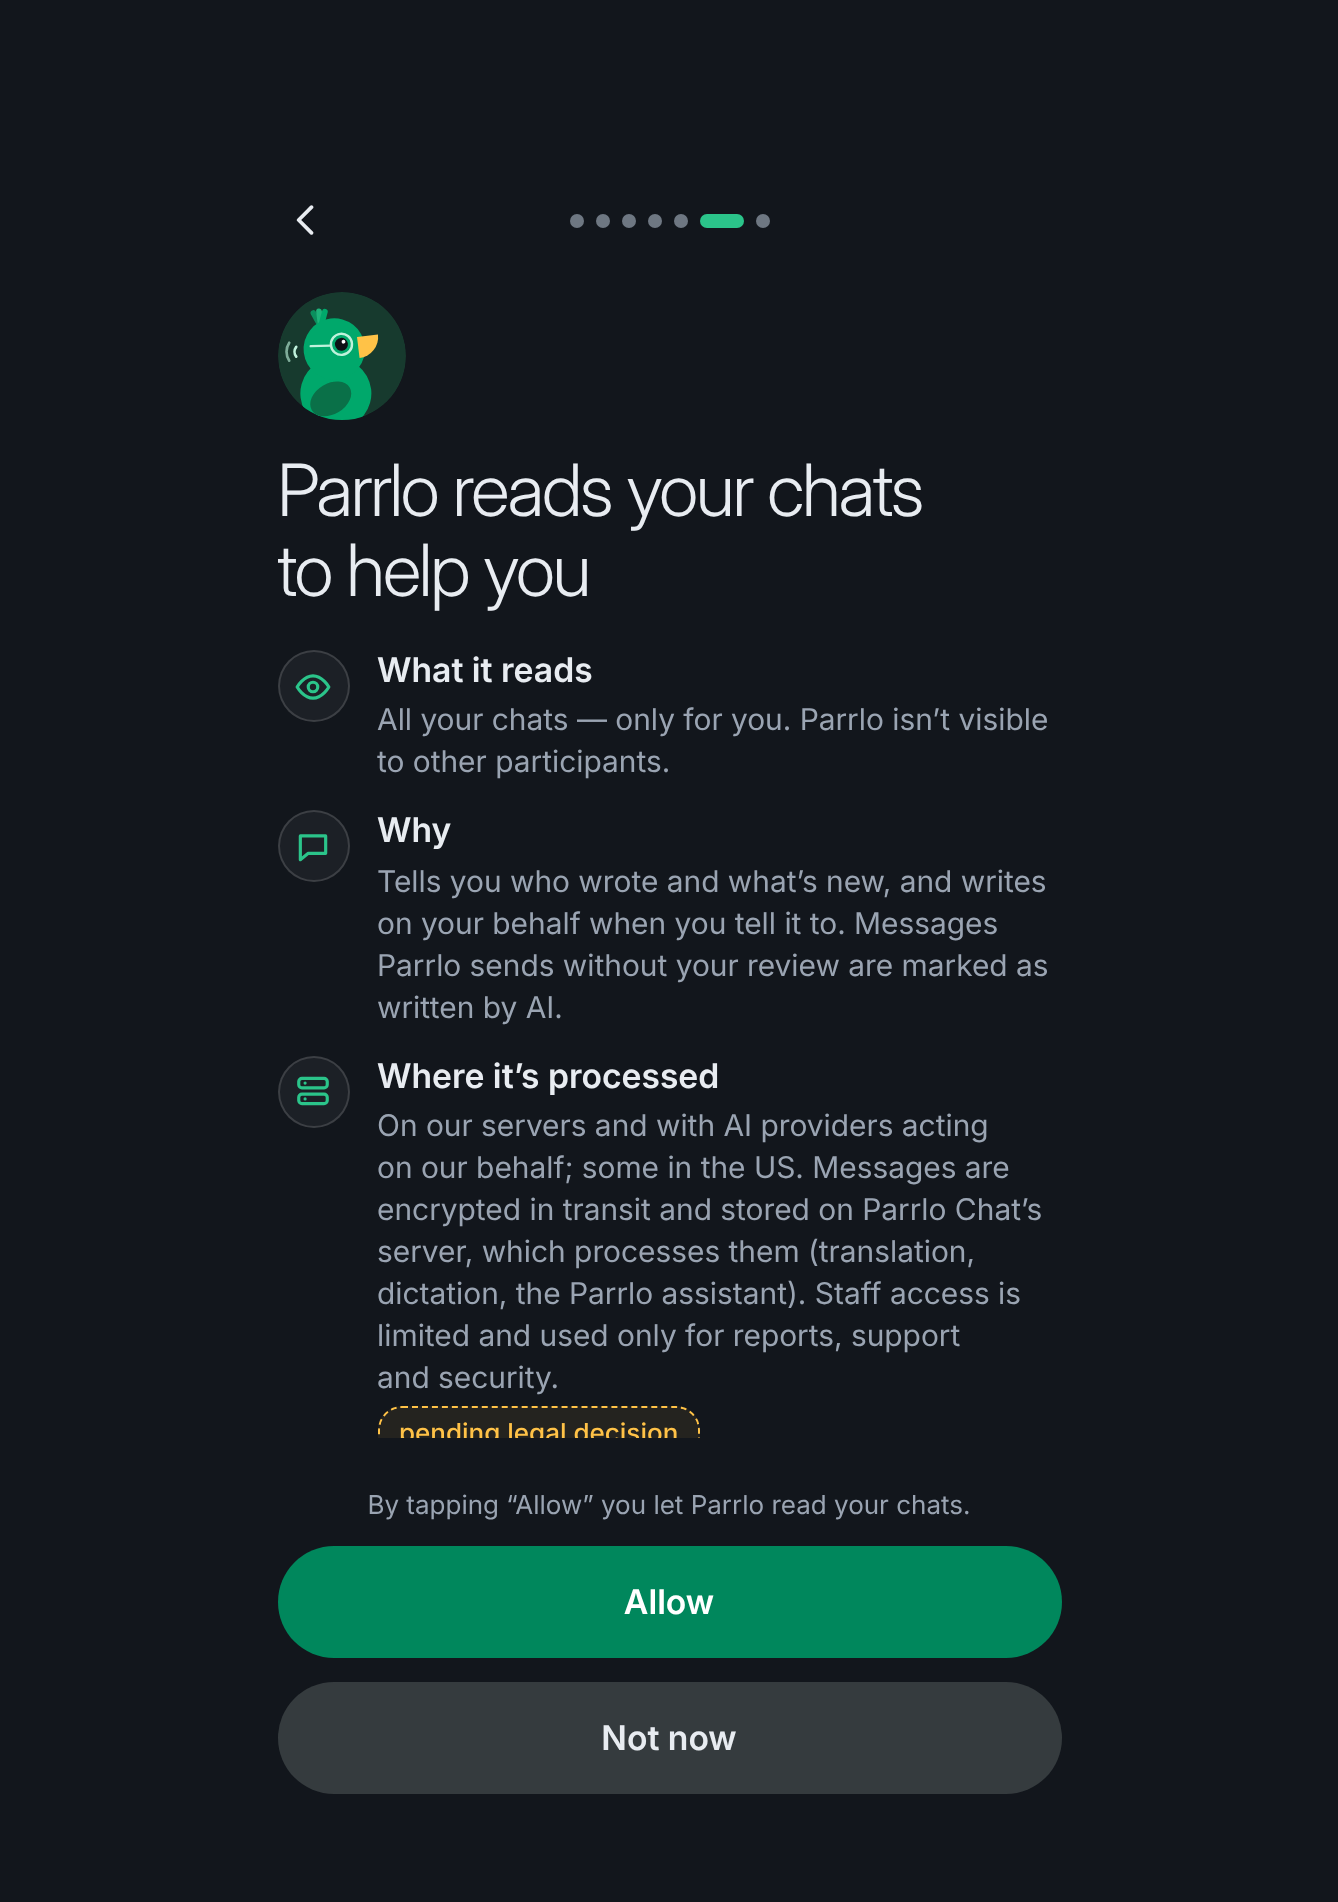 Parrlo reads your chats
to help you
What it reads
All your chats — only for you. Parrlo isn’t visible
to other participants.
Why
Tells you who wrote and what’s new, and writes
on your behalf when you tell it to. Messages
Parrlo sends without your review are marked as
written by AI.
Where it’s processed
On our servers and with AI providers acting
on our behalf; some in the US. Messages are
encrypted in transit and stored on Parrlo Chat’s
server, which processes them (translation,
dictation, the Parrlo assistant). Staff access is
limited and used only for reports, support
and security.
pending legal decision
By tapping “Allow” you let Parrlo read your chats.
Allow
Not now